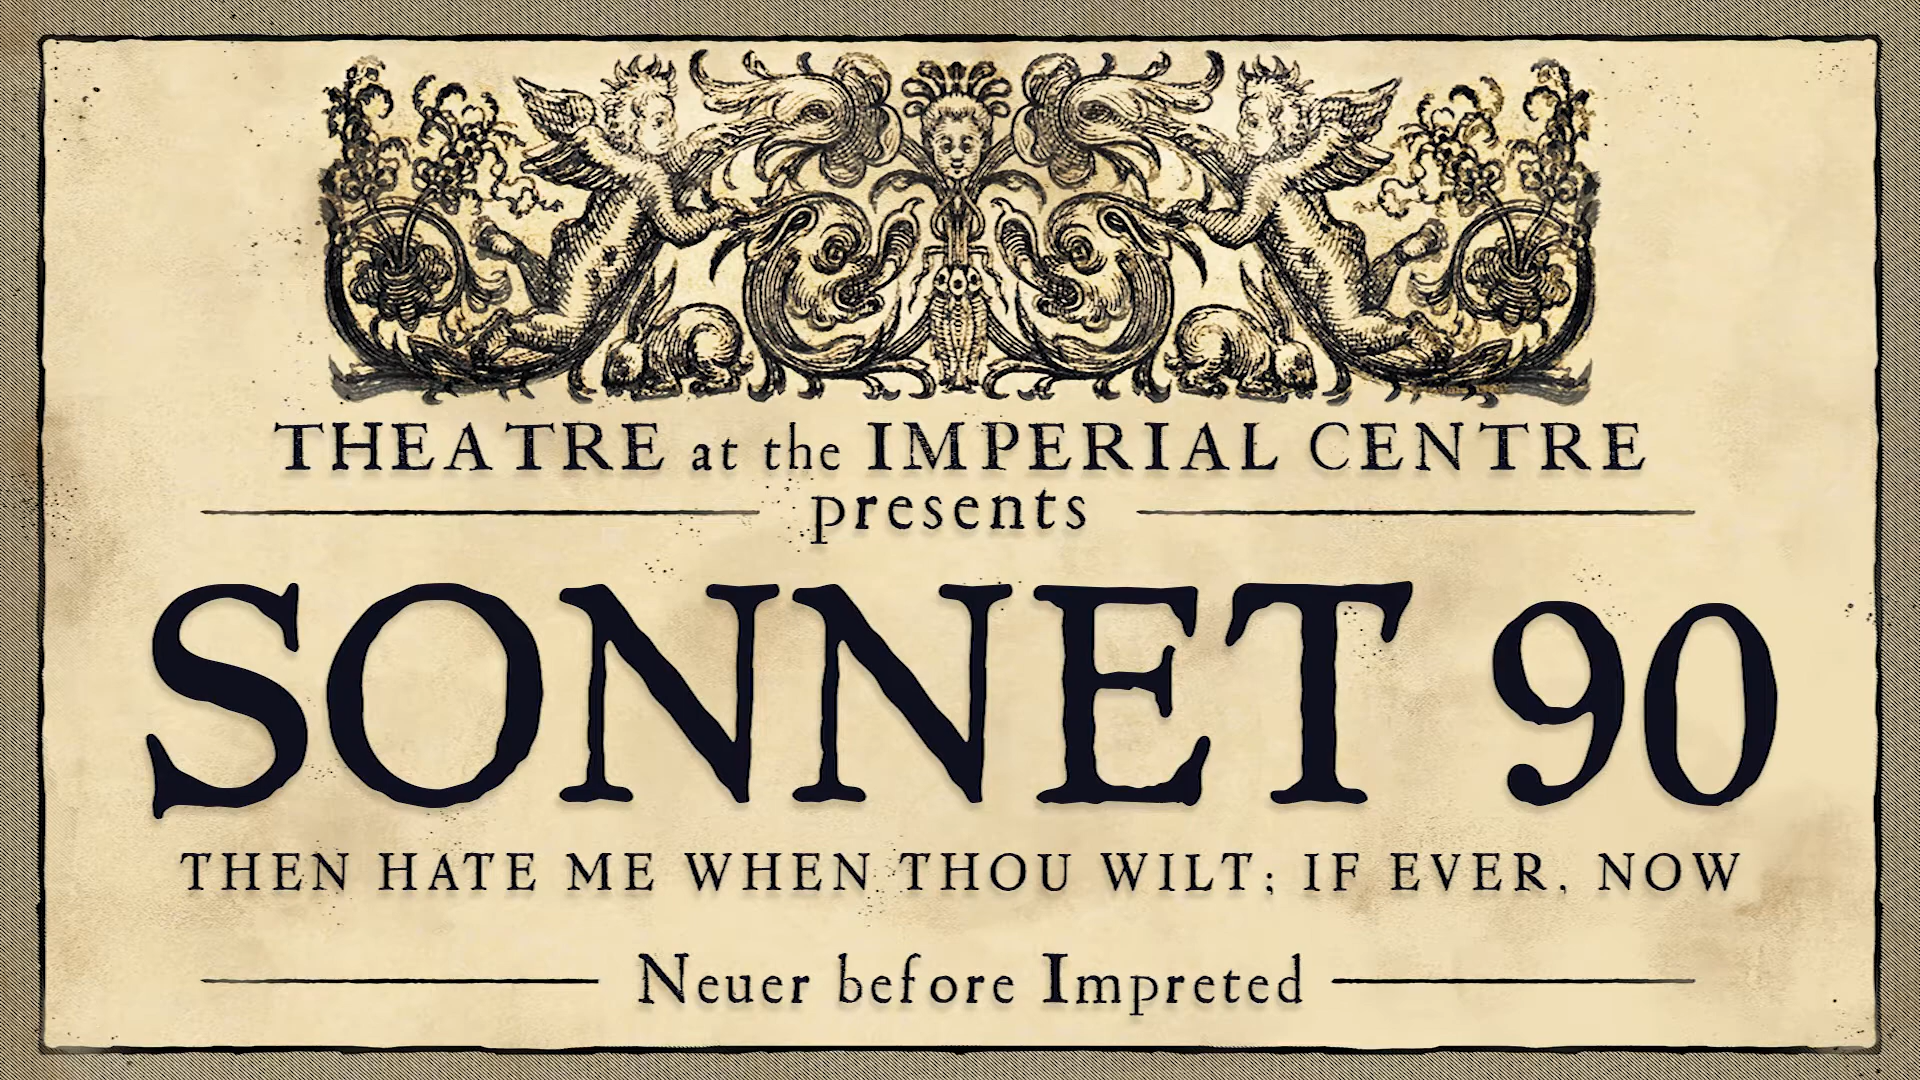 THEATRE at the IMPERIAL CENTRE
presents
SONNET 90
THEN HATE ME WHEN THOU WILT; IF EVER, NOW
Neuer before Impreted